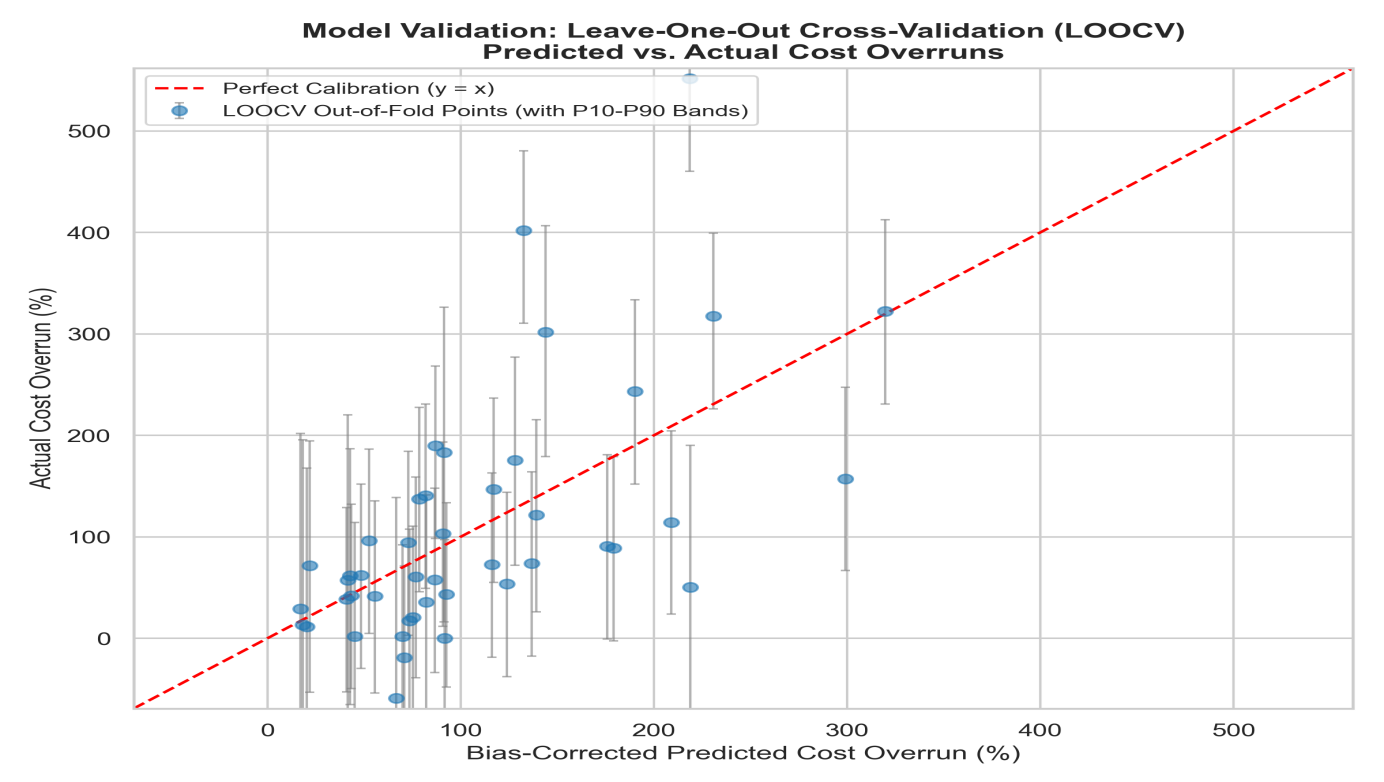 Model Validation: Leave-One-Out Cross-Validation (LOOCV)
Predicted vs. Actual Cost Overruns
Perfect Calibration (y = x)
LOOCV Out-of-Fold Points (with P10-P90 Bands)
Actual Cost Overrun (%)
500
400
300
200
100
0
0 100 200 300 400 500
Bias-Corrected Predicted Cost Overrun (%)